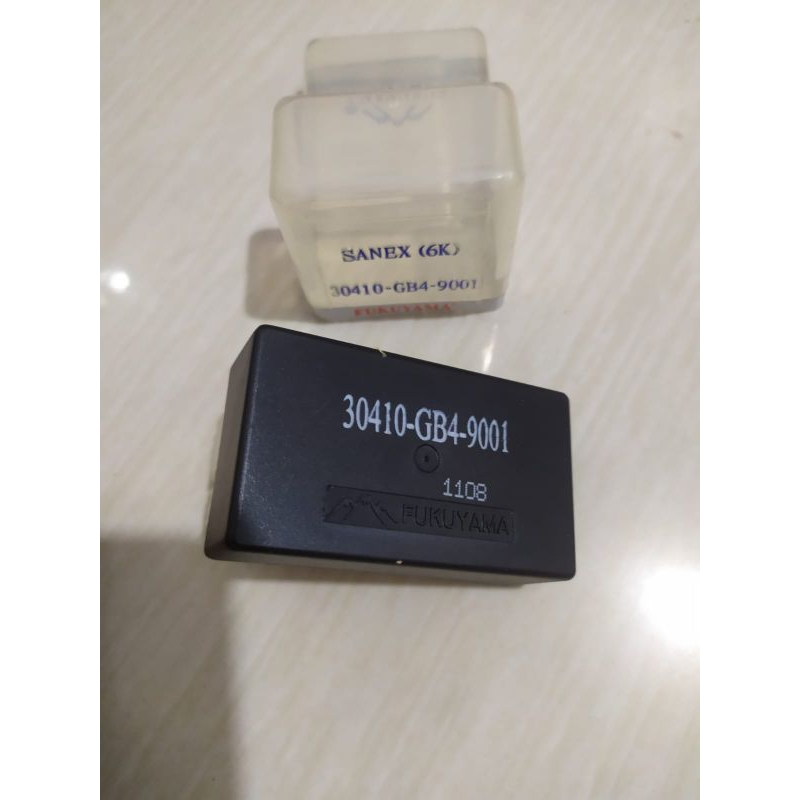 SANEX (6K)
30410-GB4-9001
FUKUYAMA
30410-GB4-9001
1108
FUKUYAMA